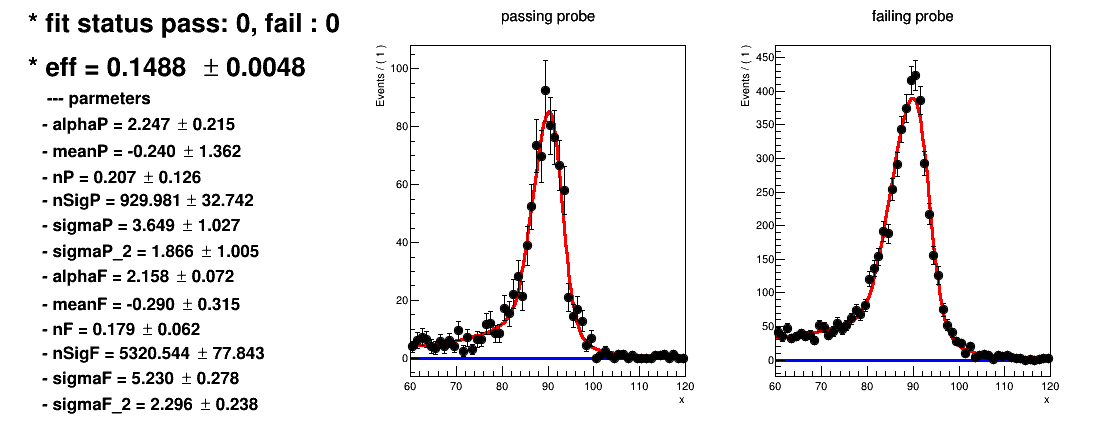 * fit status pass: 0, fail : 0
* eff = 0.1488 ± 0.0048
--- parmeters
- alphaP = 2.247 ± 0.215
- meanP = -0.240 ± 1.362
- nP = 0.207 ± 0.126
- nSigP = 929.981 ± 32.742
- sigmaP = 3.649 ± 1.027
- sigmaP_2 = 1.866 ± 1.005
- alphaF = 2.158 ± 0.072
- meanF = -0.290 ± 0.315
- nF = 0.179 ± 0.062
- nSigF = 5320.544 ± 77.843
- sigmaF = 5.230 ± 0.278
- sigmaF_2 = 2.296 ± 0.238
passing probe
Events / ( 1 )
100
80
60
40
20
0
60 70 80 90 100 110 120
x
failing probe
Events / ( 1 )
450
400
350
300
250
200
150
100
50
0
60 70 80 90 100 110 120
x